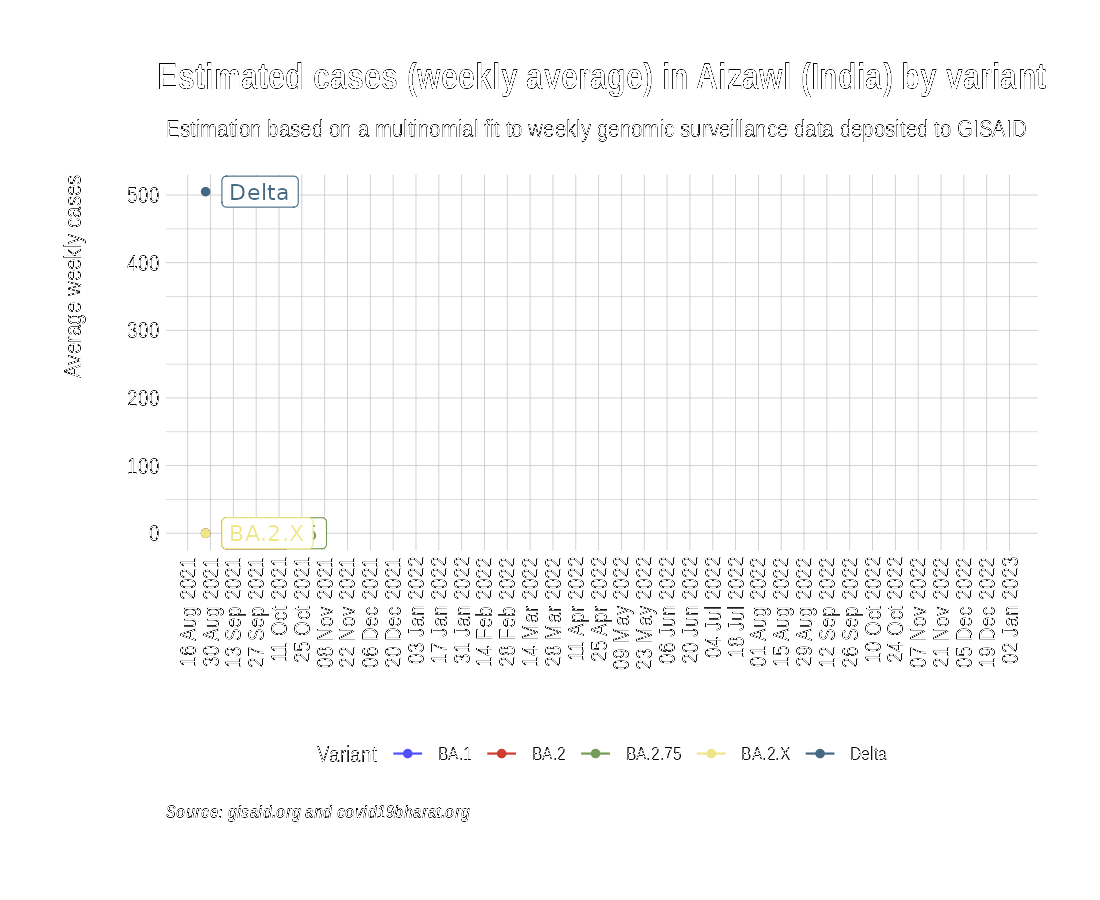 Estimated cases (weekly average) in Aizawl (India) by variant
Estimation based on a multinomial fit to weekly genomic surveillance data deposited to GISAID
Average weekly cases
500
400
300
200
100
0
Delta
BA.2.X
5
16 Aug 2021
30 Aug 2021
13 Sep 2021
27 Sep 2021
11 Oct 2021
25 Oct 2021
08 Nov 2021
22 Nov 2021
06 Dec 2021
20 Dec 2021
03 Jan 2022
17 Jan 2022
31 Jan 2022
14 Feb 2022
28 Feb 2022
14 Mar 2022
28 Mar 2022
11 Apr 2022
25 Apr 2022
09 May 2022
23 May 2022
06 Jun 2022
20 Jun 2022
04 Jul 2022
18 Jul 2022
01 Aug 2022
15 Aug 2022
29 Aug 2022
12 Sep 2022
26 Sep 2022
10 Oct 2022
24 Oct 2022
07 Nov 2022
21 Nov 2022
05 Dec 2022
19 Dec 2022
02 Jan 2023
Variant BA.1 BA.2 BA.2.75 BA.2.X Delta
Source: gisaid.org and covid19bharat.org